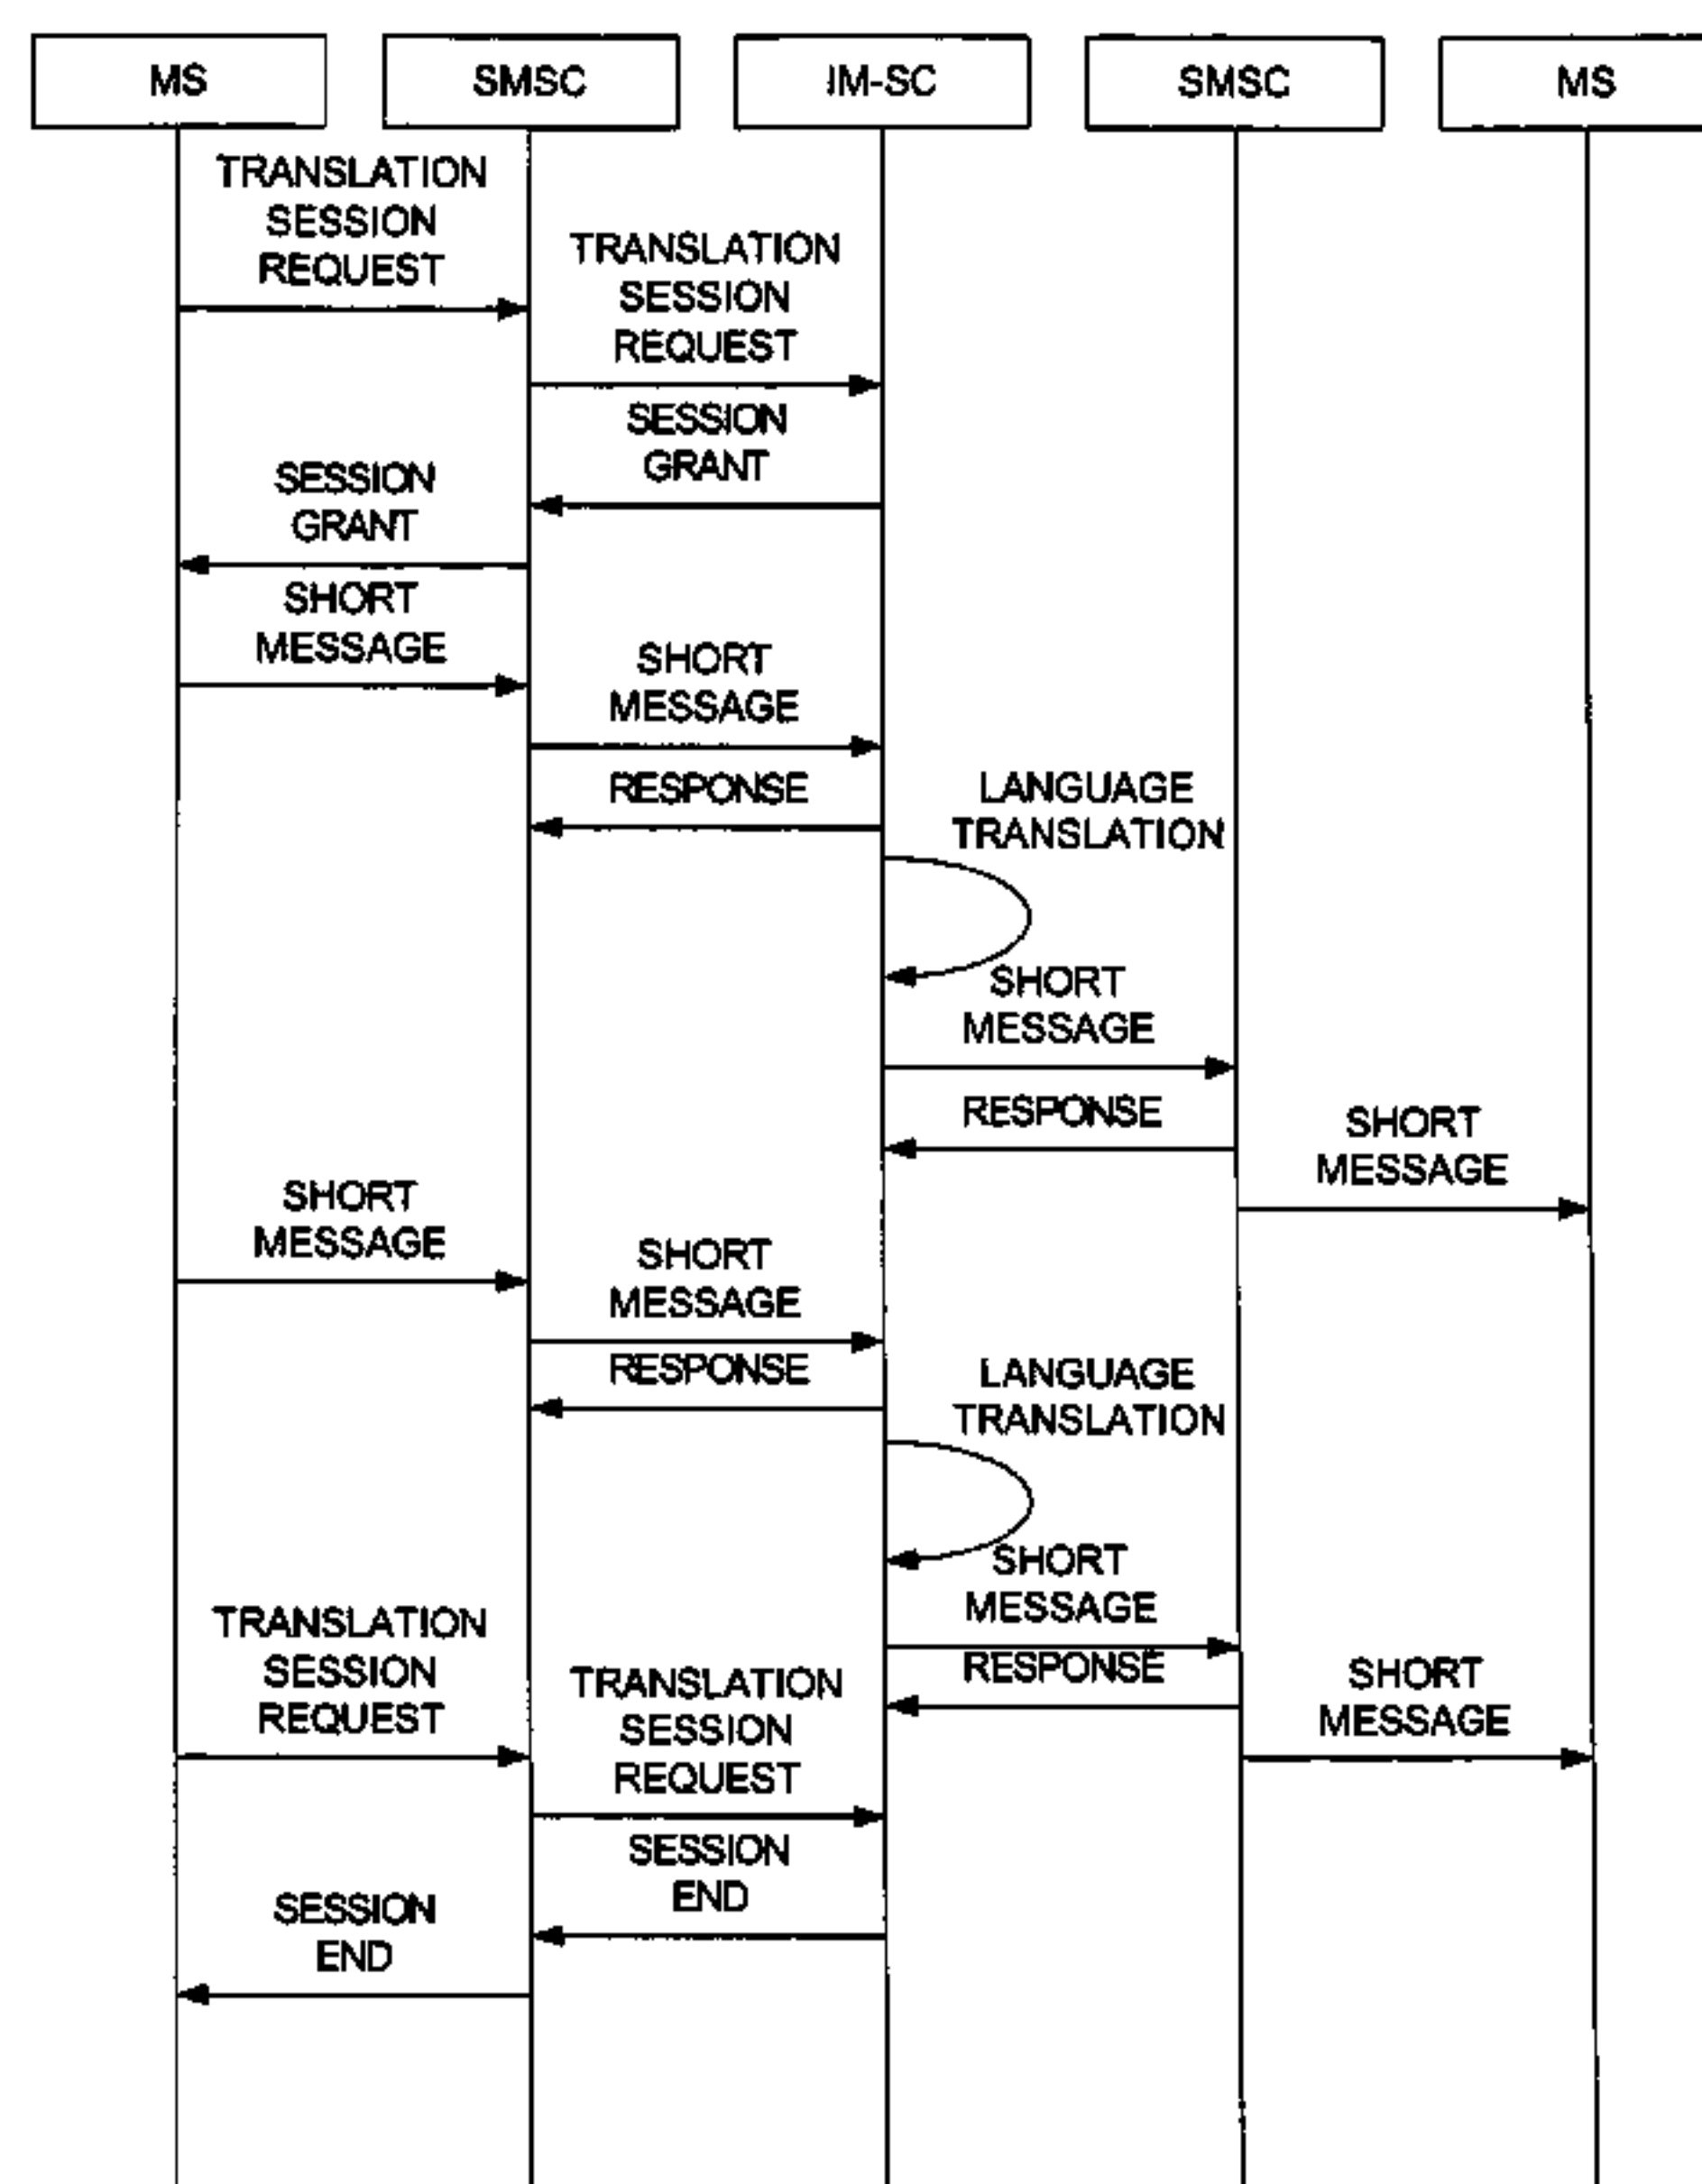 MS
SMSC
IM-SC
SMSC
MS
TRANSLATION
SESSION
REQUEST
TRANSLATION
SESSION
REQUEST
SESSION
GRANT
SESSION
GRANT
SHORT
MESSAGE
SHORT
MESSAGE
RESPONSE
LANGUAGE
TRANSLATION
SHORT
MESSAGE
RESPONSE
SHORT
MESSAGE
SHORT
MESSAGE
SHORT
MESSAGE
RESPONSE
LANGUAGE
TRANSLATION
SHORT
MESSAGE
RESPONSE
SHORT
MESSAGE
TRANSLATION
SESSION
REQUEST
TRANSLATION
SESSION
REQUEST
SESSION
END
SESSION
END